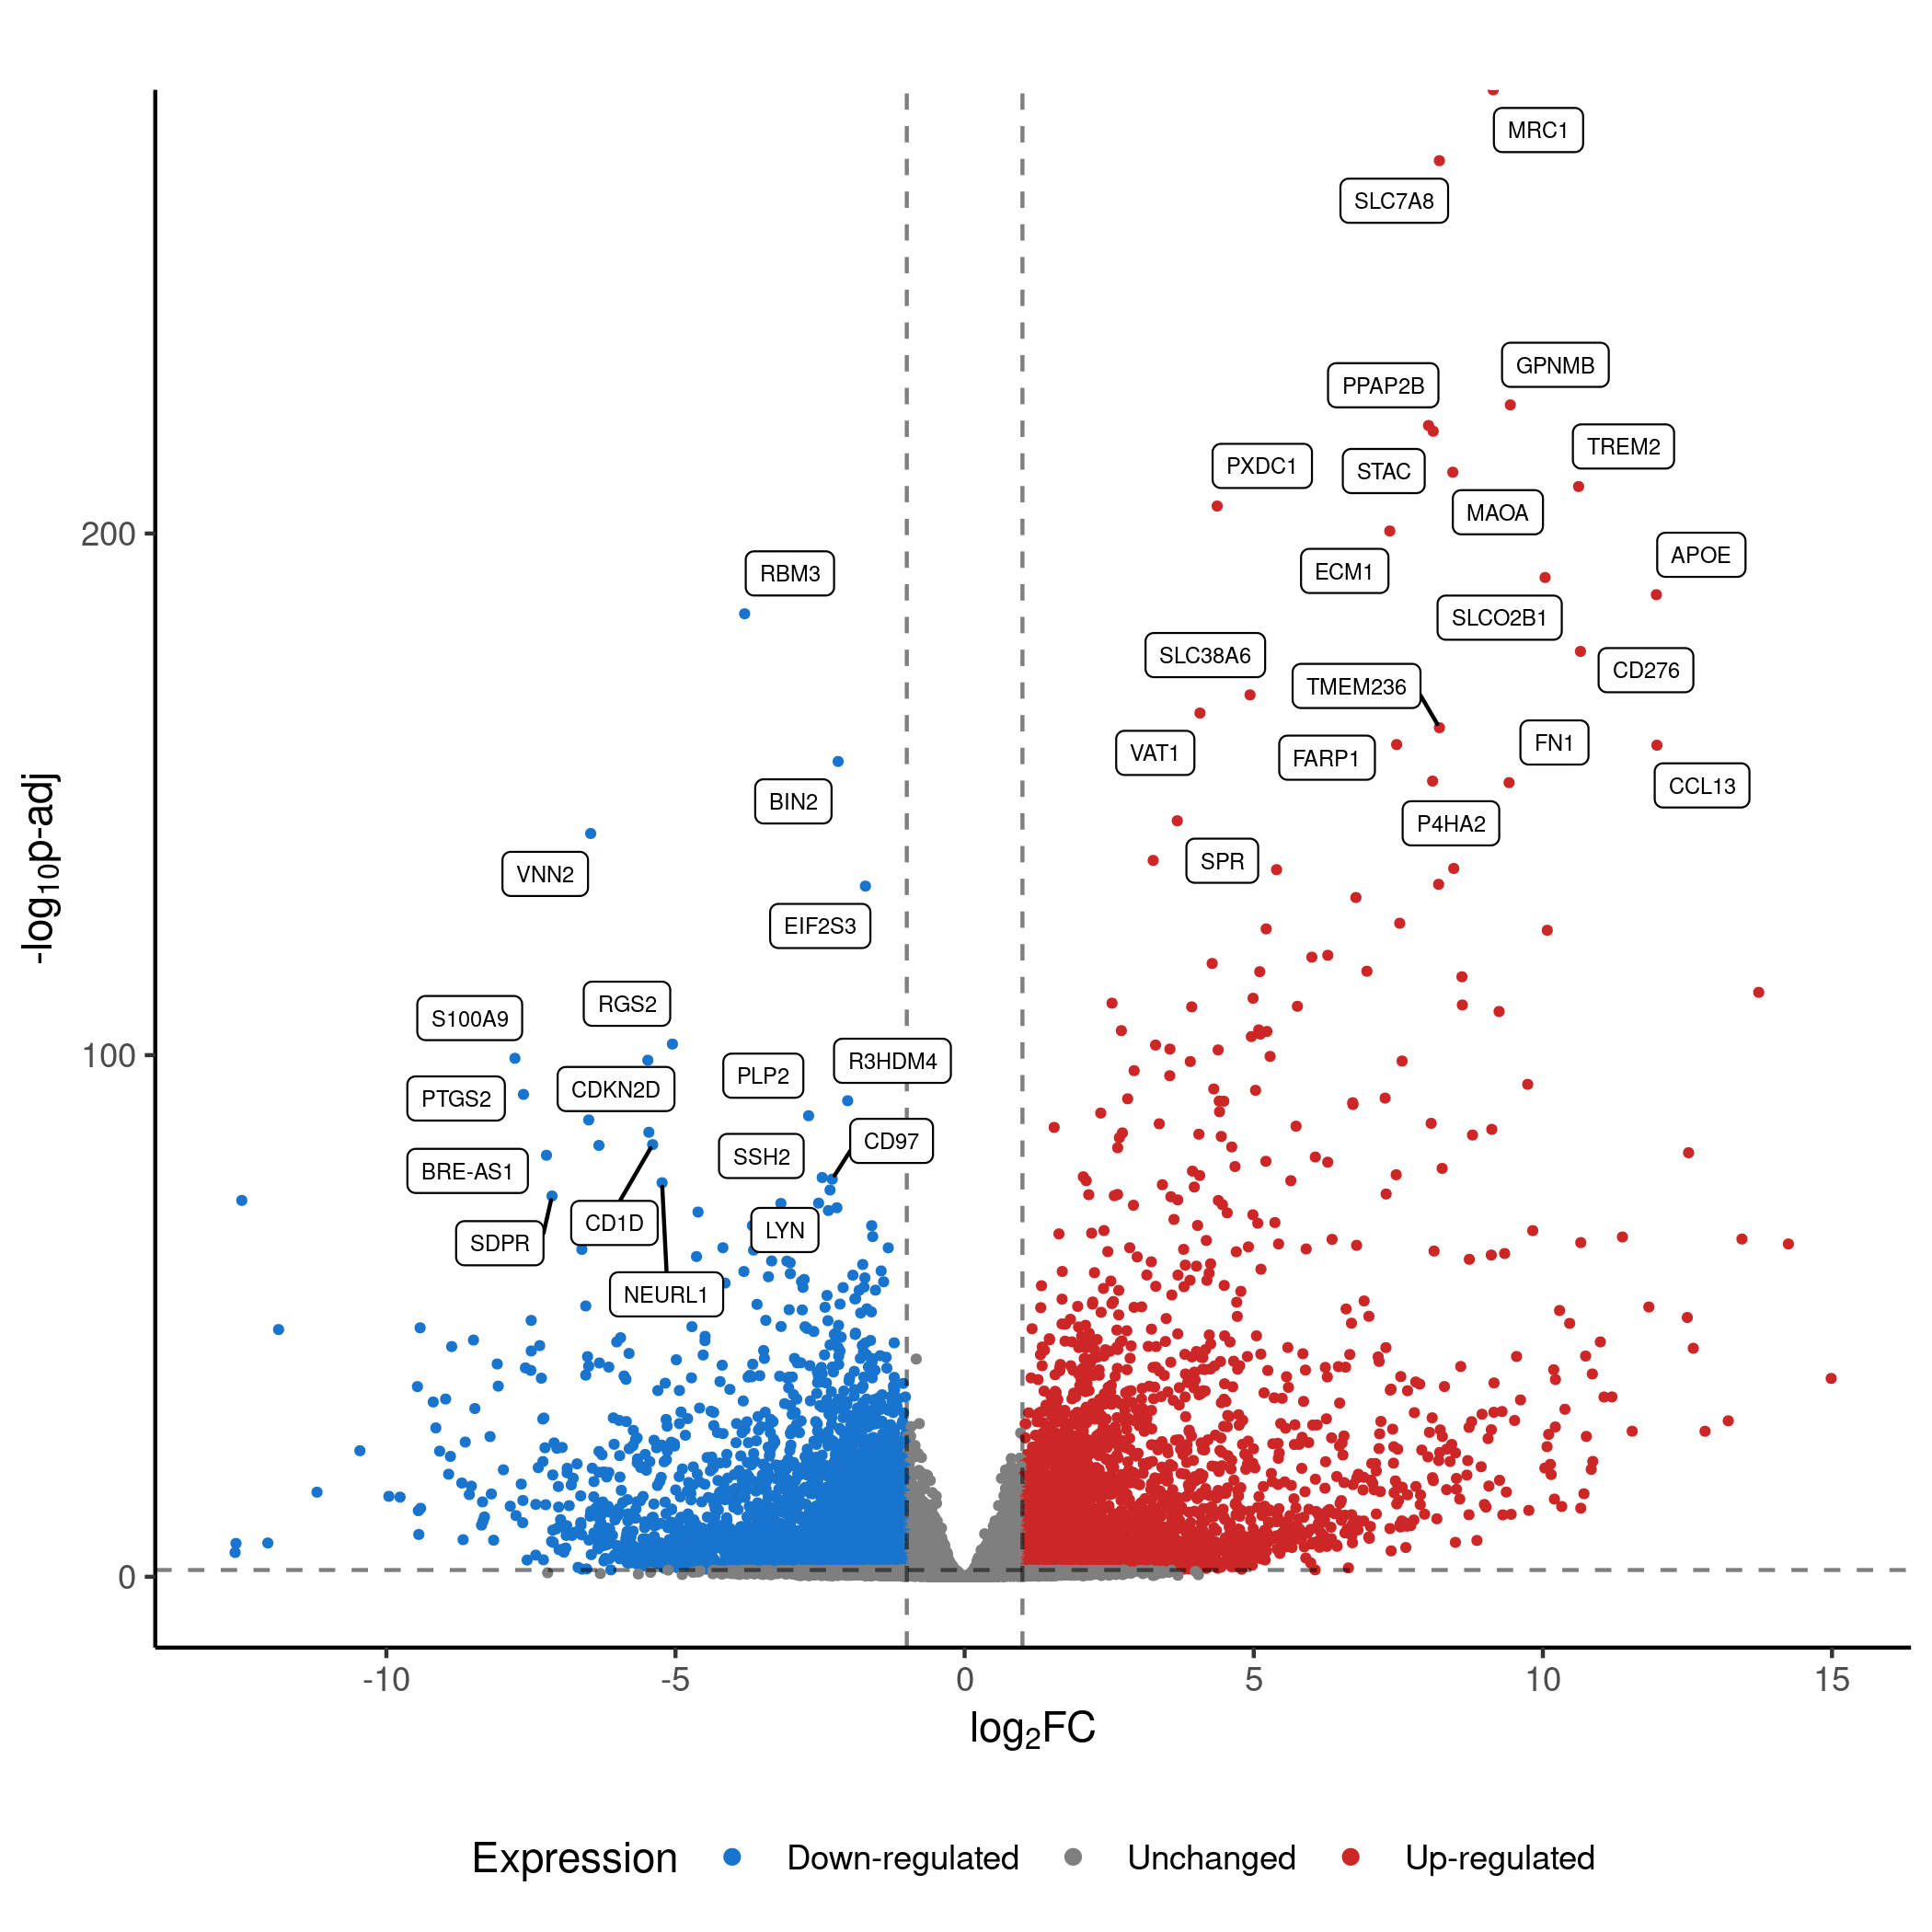 MRC1
SLC7A8
GPNMB
PPAP2B
TREM2
PXDC1
STAC
MAOA
200
APOE
ECM1
RBM3
SLCO2B1
SLC38A6
CD276
TMEM236
FN1
VAT1
FARP1
CCL13
BIN2
P4HA2
SPR
VNN2
EIF2S3
-log10p-adj
RGS2
S100A9
100
R3HDM4
PLP2
CDKN2D
PTGS2
CD97
SSH2
BRE-AS1
CD1D
LYN
SDPR
NEURL1
0
-10 -5 0 5 10 15
log2FC
Expression Down-regulated Unchanged Up-regulated